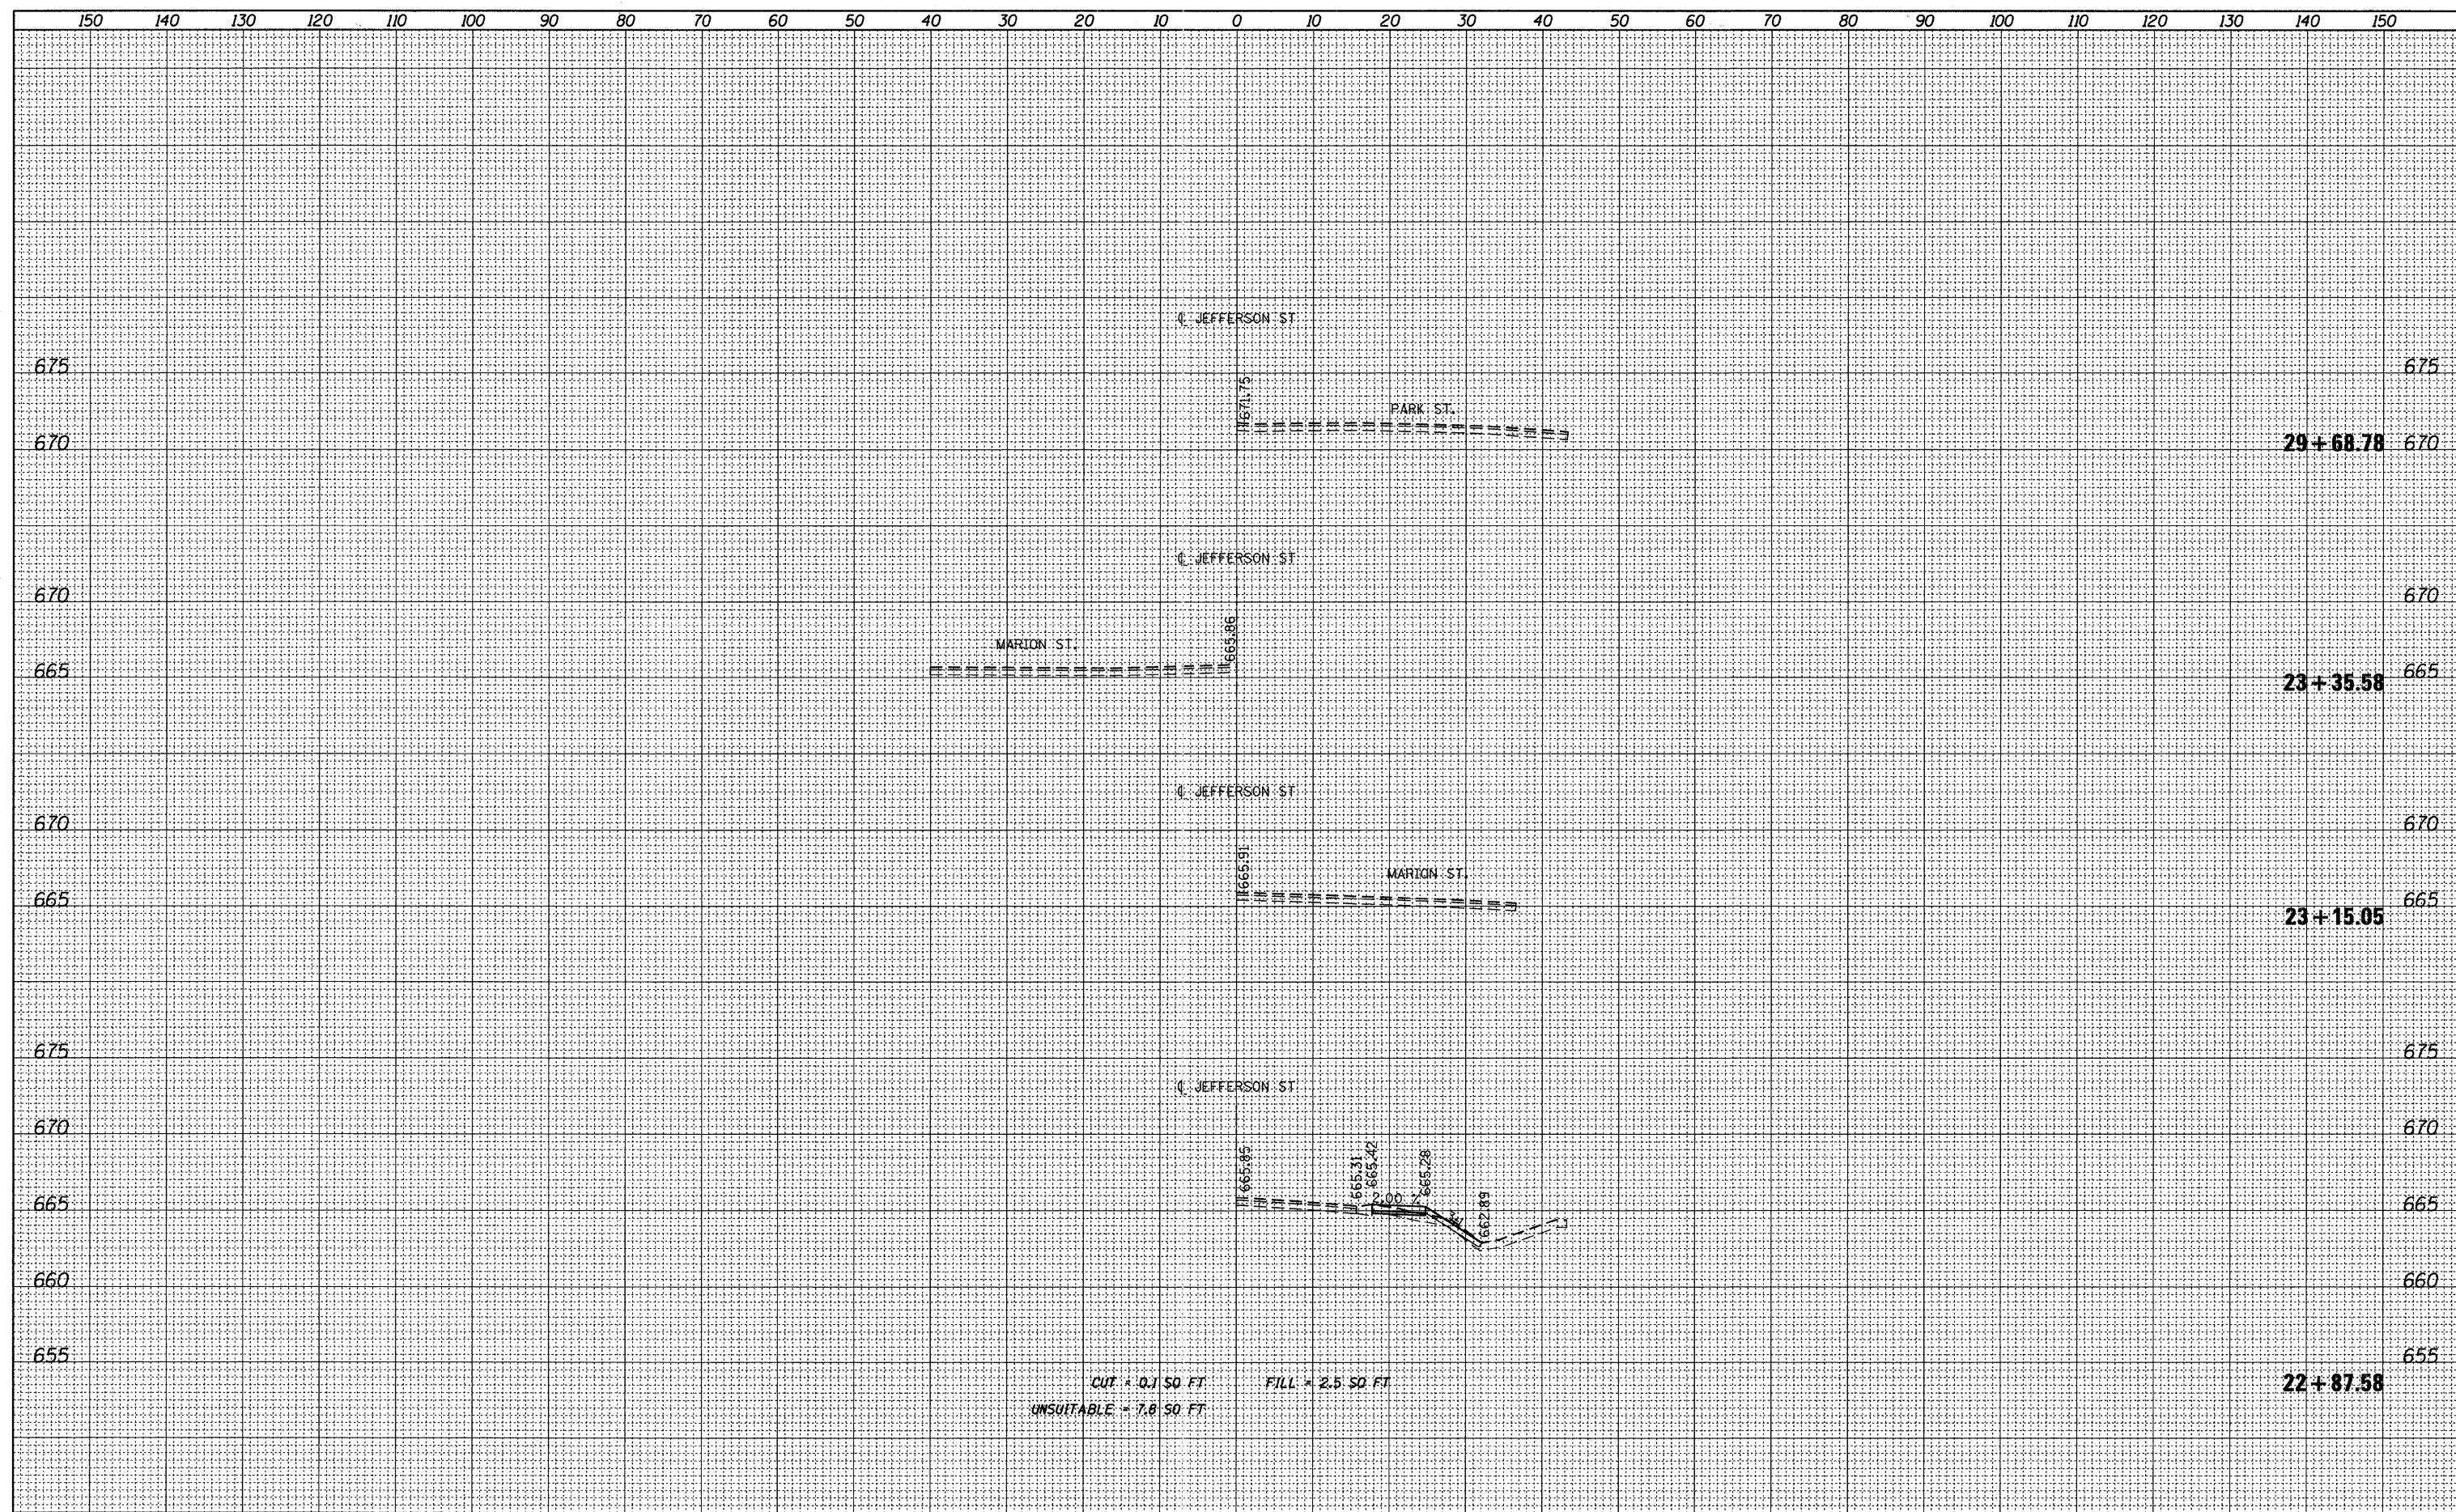 150 140 130 120 110 100 90 80 70 60 50 40 30 20 10 0 10 20 30 40 50 60 70 80 90 100 110 120 130 140 150
℄ JEFFERSON ST
675 675
671.75
PARK ST.
670 29+68.78 670
℄ JEFFERSON ST
670 670
665.86
MARION ST.
665 665
23+35.58
℄ JEFFERSON ST
670 670
665.91
MARION ST.
665 665
23+15.05
675 675
℄ JEFFERSON ST
670 670
665.85 665.31 665.42 665.28 662.89
2.00 %
665 665
660 660
655 655
CUT = 0.1 SQ FT FILL = 2.5 SQ FT 22+87.58
UNSUITABLE = 7.8 SQ FT